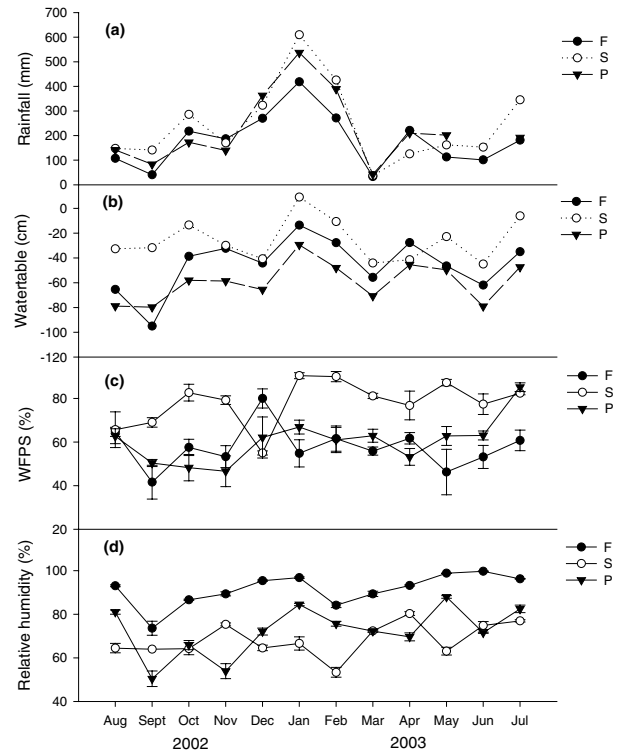 700
600
500
400
300
200
100
0
Rainfall (mm)
(a)
F
S
P
0
-20
-40
-60
-80
-100
-120
Watertable (cm)
(b)
F
S
P
80
60
40
20
WFPS (%)
(c)
F
S
P
100
80
60
40
Relative humidity (%)
(d)
F
S
P
Aug Sept Oct Nov Dec Jan Feb Mar Apr May Jun Jul
2002 2003